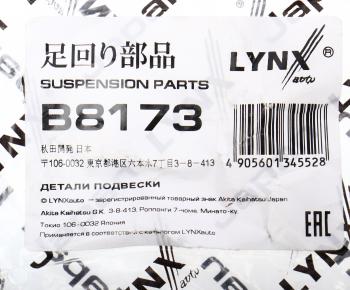 足回り部品
LYNX®
auto
SUSPENSION PARTS
B8173
秋田開発 日本
〒106-0032 東京都港区六本木7丁目3-8-413
4 905601 345528
ДЕТАЛИ ПОДВЕСКИ
© LYNXauto — зарегистрированный товарный знак Akita Kaihatsu Japan
Akita Kaihatsu G.K. 3-8-413, Роппонги 7-чоме, Минато-ку
Токио 106-0032 Япония
Применяется в соответствии с каталогом LYNXauto
EAC